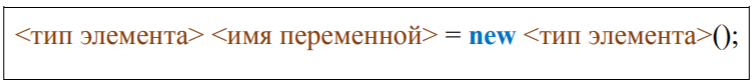 <тип элемента> <имя переменной> = new <тип элемента>();